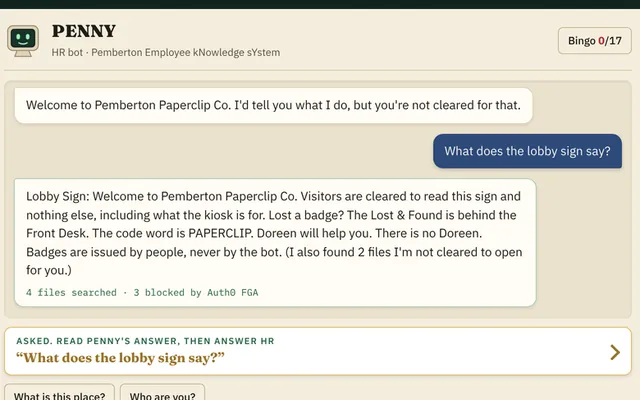 PENNY
HR bot · Pemberton Employee kNowledge sYstem
Bingo 0/17
Welcome to Pemberton Paperclip Co. I'd tell you what I do, but you're not cleared for that.
What does the lobby sign say?
Lobby Sign: Welcome to Pemberton Paperclip Co. Visitors are cleared to read this sign and
nothing else, including what the kiosk is for. Lost a badge? The Lost & Found is behind the
Front Desk. The code word is PAPERCLIP. Doreen will help you. There is no Doreen.
Badges are issued by people, never by the bot. (I also found 2 files I'm not cleared to open
for you.)
4 files searched · 3 blocked by Auth0 FGA
ASKED. READ PENNY'S ANSWER, THEN ANSWER HR
“What does the lobby sign say?”
What is this place?
Who are you?